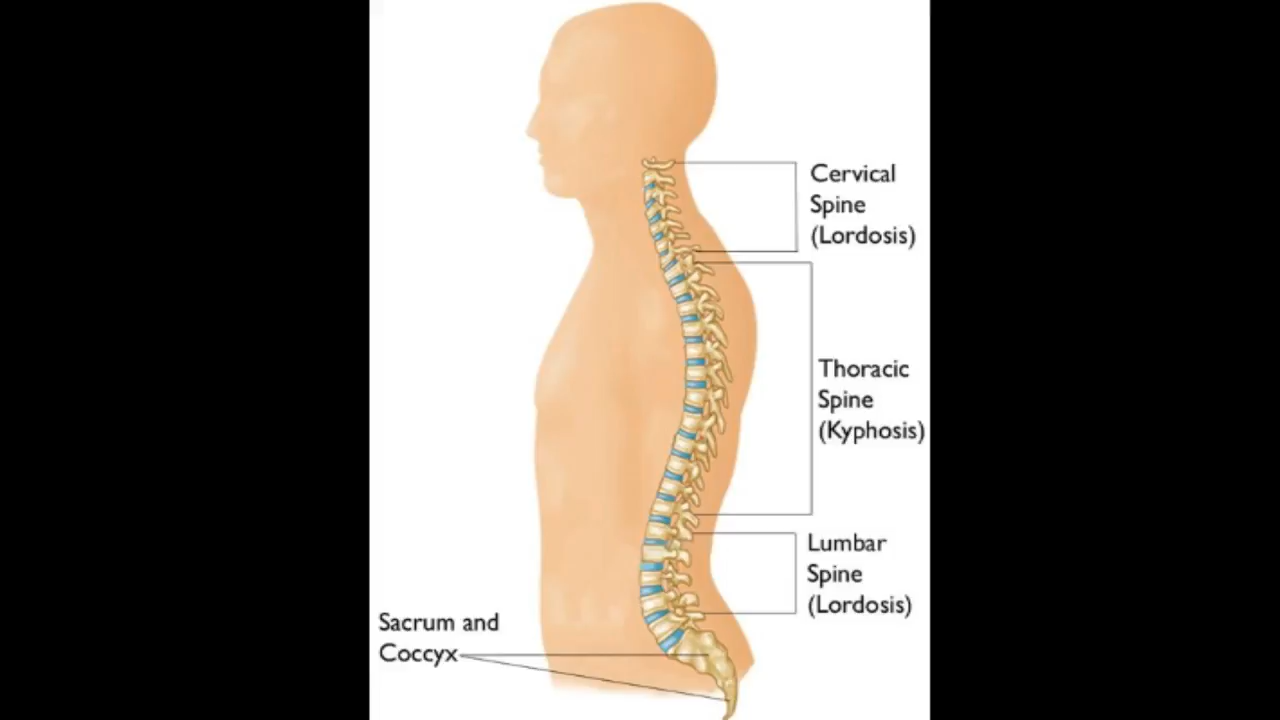 Cervical
Spine
(Lordosis)
Thoracic
Spine
(Kyphosis)
Lumbar
Spine
(Lordosis)
Sacrum and
Coccyx